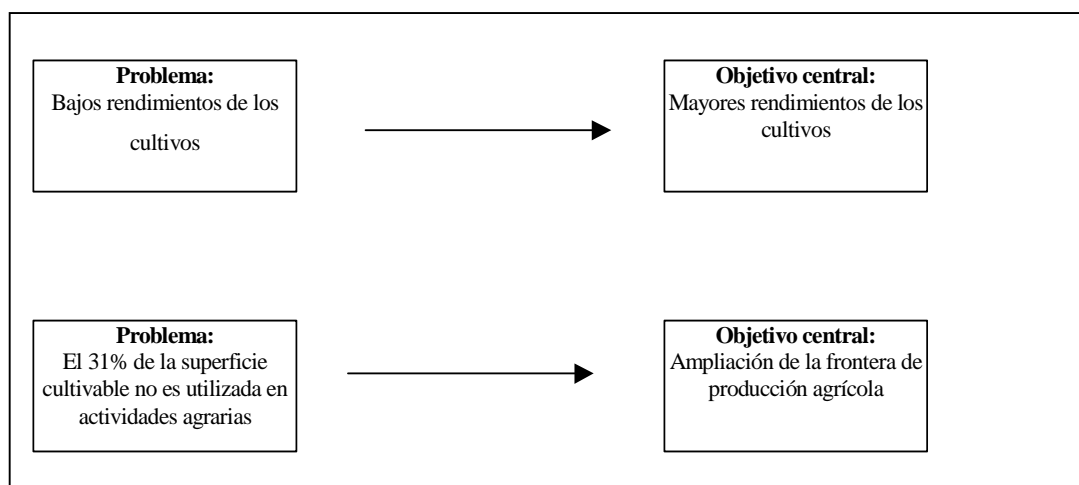 Problema:
Bajos rendimientos de los
cultivos
Objetivo central:
Mayores rendimientos de los
cultivos
Problema:
El 31% de la superficie
cultivable no es utilizada en
actividades agrarias
Objetivo central:
Ampliación de la frontera de
producción agrícola